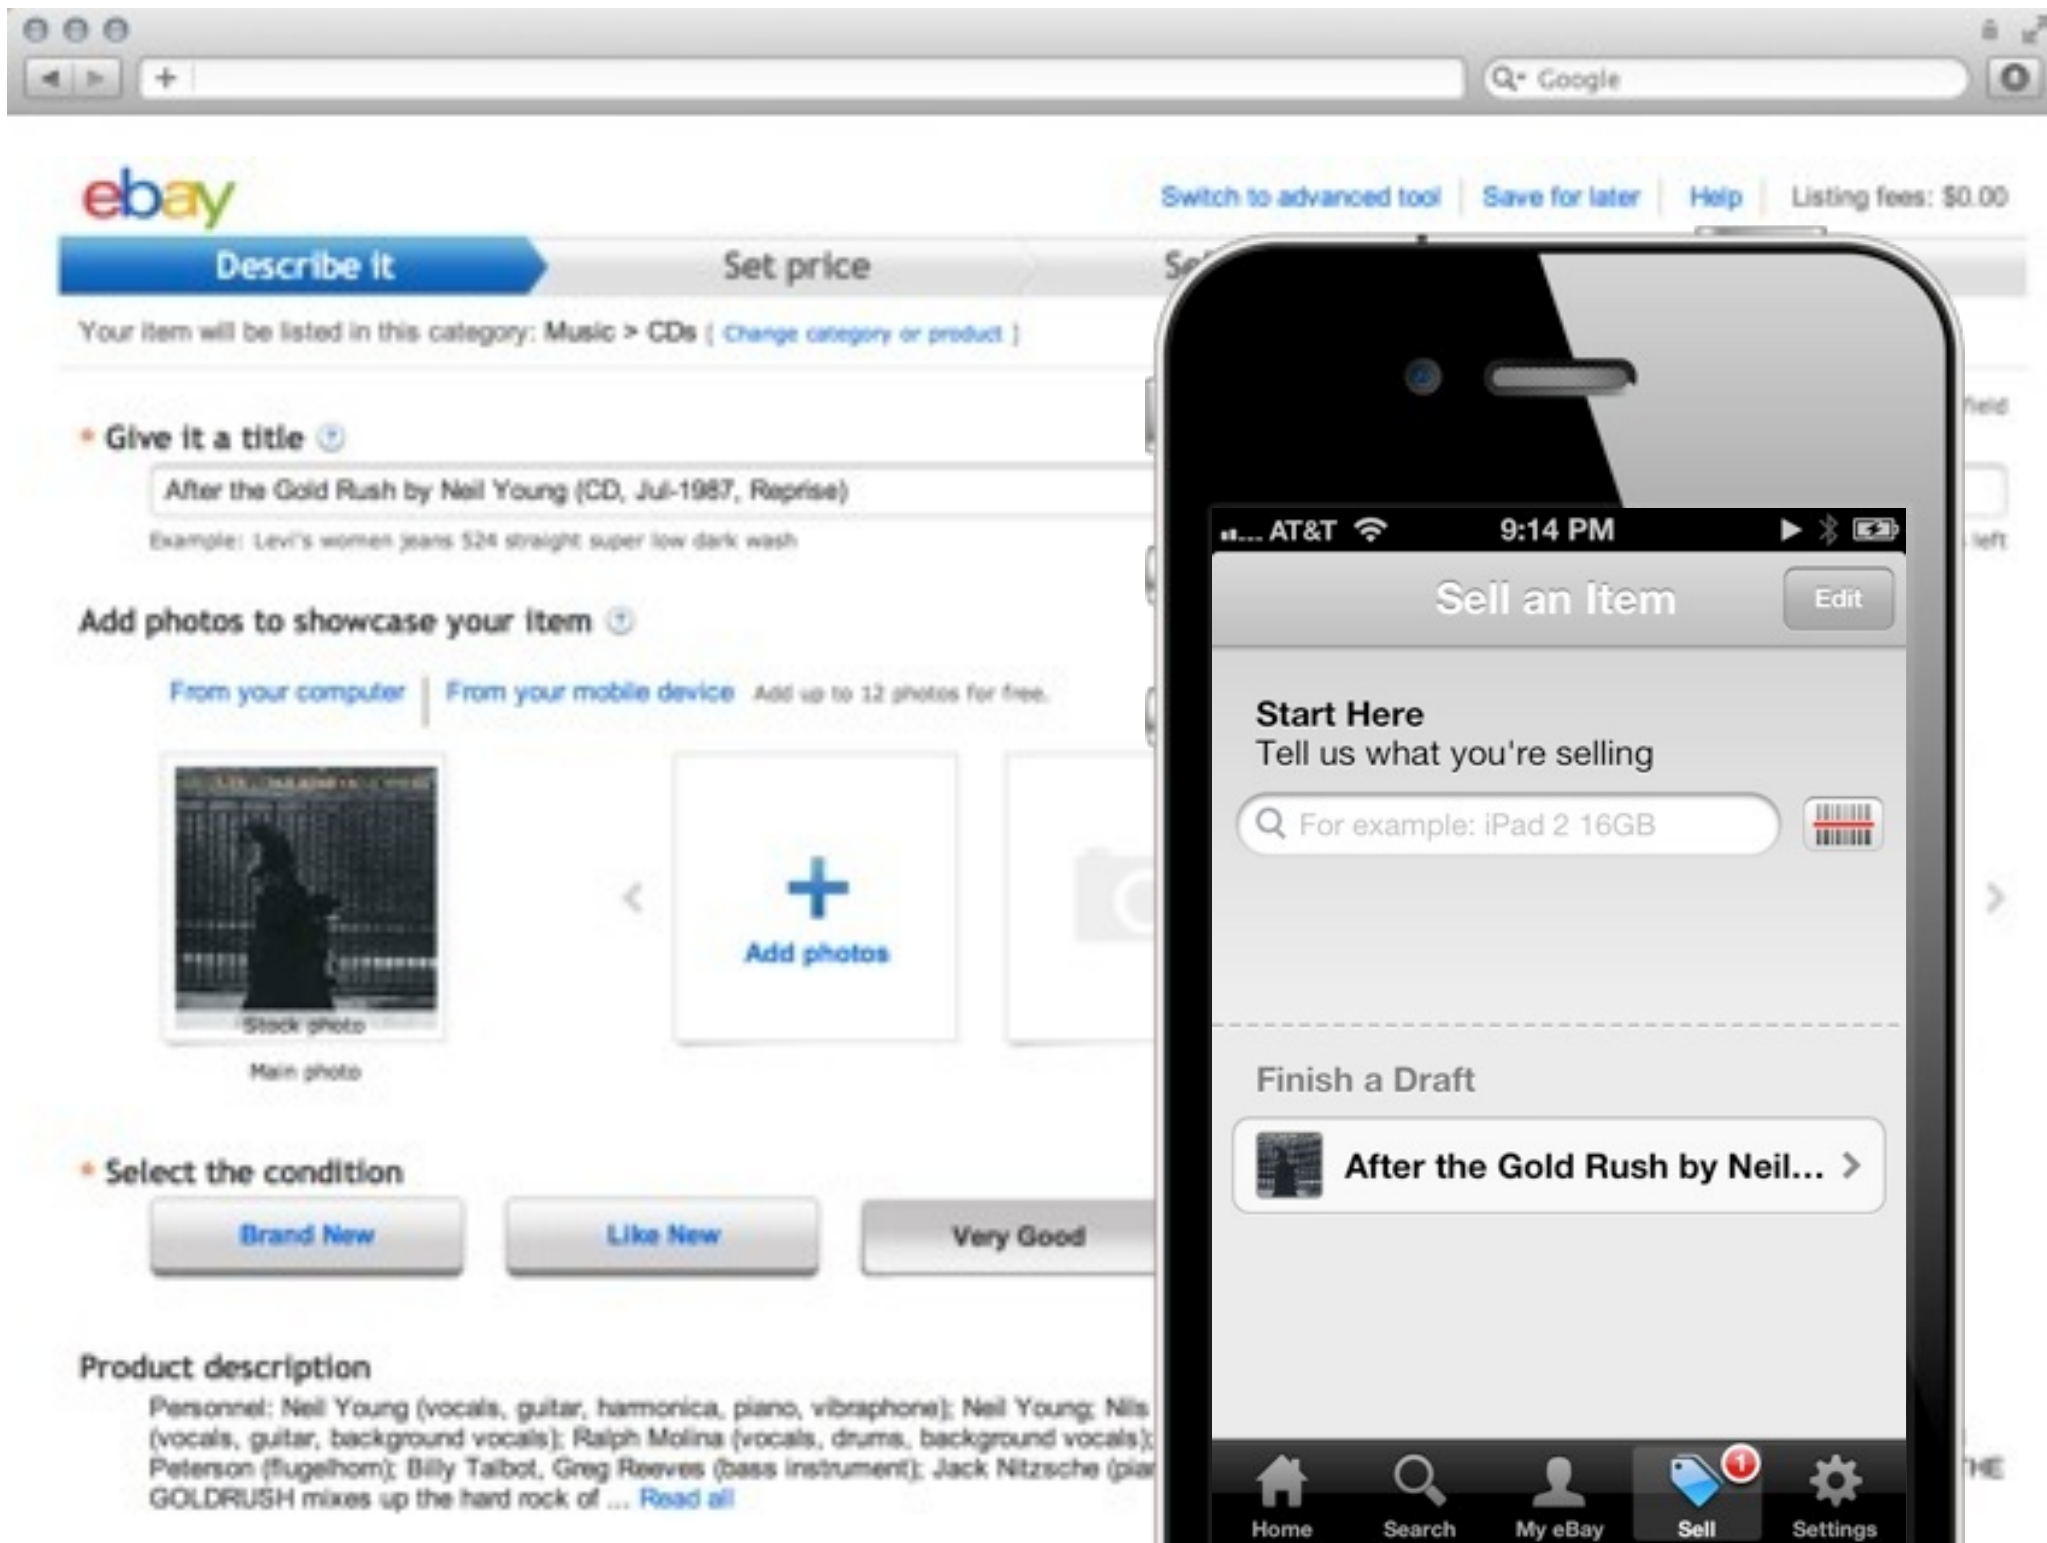 Google
ebay
Switch to advanced tool
Save for later
Help
Listing fees: $0.00
Describe it
Set price
Your item will be listed in this category: Music > CDs [ Change category or product ]
* Give it a title ?
After the Gold Rush by Neil Young (CD, Jul-1987, Reprise)
Example: Levi's women jeans 524 straight super low dark wash
left
Add photos to showcase your item ?
From your computer
From your mobile device
Add up to 12 photos for free.
Stock photo
Main photo
Add photos
* Select the condition
Brand New
Like New
Very Good
Product description
Personnel: Neil Young (vocals, guitar, harmonica, piano, vibraphone); Neil Young; Nils
(vocals, guitar, background vocals); Ralph Molina (vocals, drums, background vocals);
Peterson (flugelhorn); Billy Talbot, Greg Reeves (bass instrument); Jack Nitzsche
GOLDRUSH mixes up the hard rock of ... Read all
AT&T
9:14 PM
Sell an Item
Edit
Start Here
Tell us what you're selling
For example: iPad 2 16GB
Finish a Draft
After the Gold Rush by Neil...
1
Home
Search
My eBay
Sell
Settings